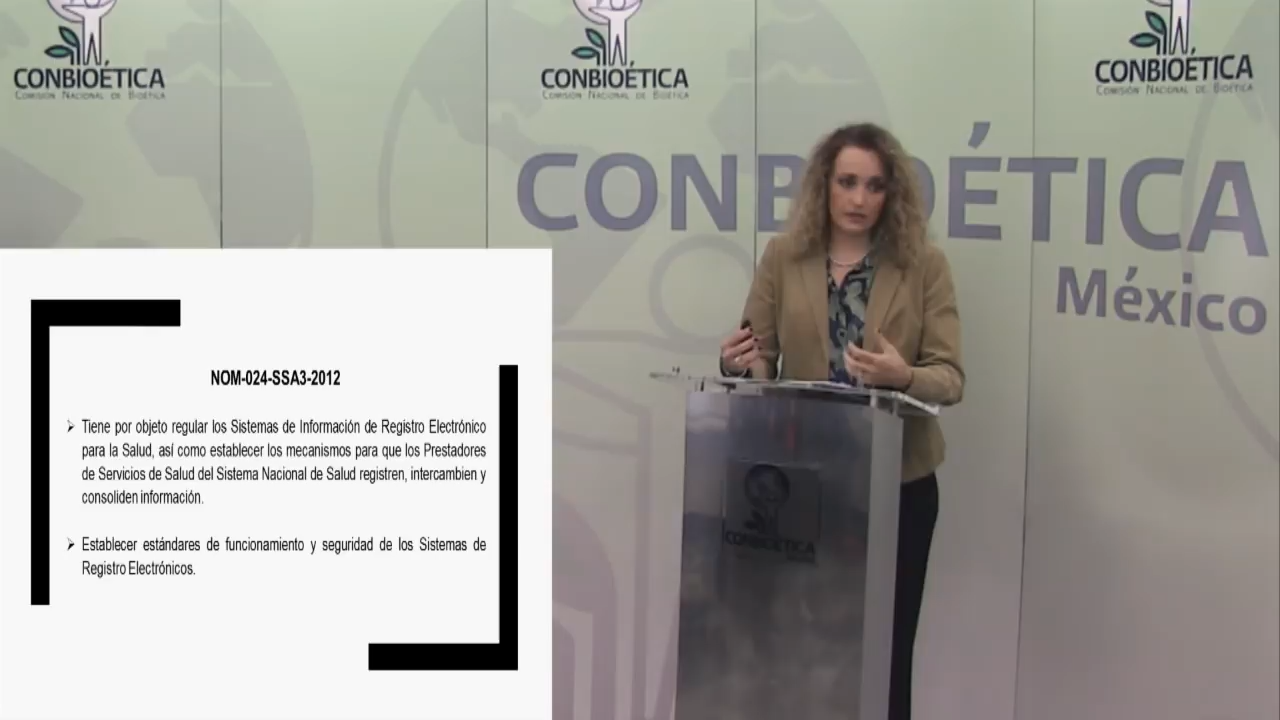 CONBIOÉTICA
COMISIÓN NACIONAL DE BIOÉTICA
CONBIOÉTICA
COMISIÓN NACIONAL DE BIOÉTICA
CONBIOÉTICA
COMISIÓN NACIONAL DE BIOÉTICA
CONB OÉTICA
México
NOM-024-SSA3-2012
Tiene por objeto regular los Sistemas de Información de Registro Electrónico
para la Salud, así como establecer los mecanismos para que los Prestadores
de Servicios de Salud del Sistema Nacional de Salud registren, intercambien y
consoliden información.
Establecer estándares de funcionamiento y seguridad de los Sistemas de
Registro Electrónicos.
CONBIOÉTICA